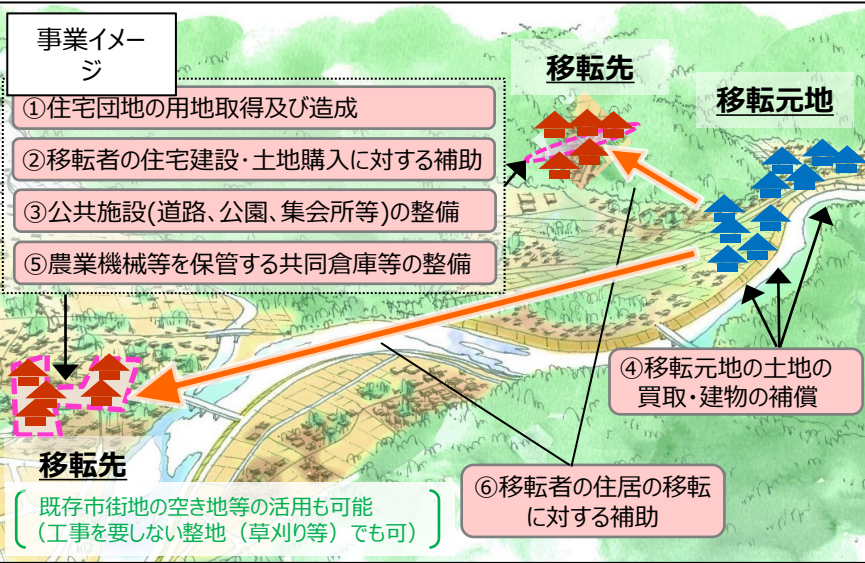 事業イメー
ジ
①住宅団地の用地取得及び造成
②移転者の住宅建設・土地購入に対する補助
③公共施設(道路、公園、集会所等)の整備
⑤農業機械等を保管する共同倉庫等の整備
移転先
移転元地
④移転元地の土地の
買取・建物の補償
移転先
既存市街地の空き地等の活用も可能
（工事を要しない整地（草刈り等）でも可）
⑥移転者の住居の移転
に対する補助